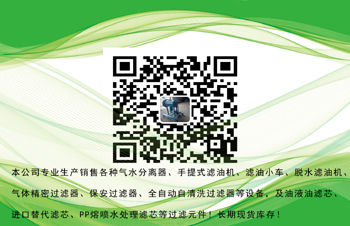 本公司专业生产销售各种气水分离器、手提式滤油机、滤油小车、脱水滤油机、
气体精密过滤器、保安过滤器、全自动自清洗过滤器等设备，及油液油滤芯、
进口替代滤芯、PP熔喷水处理滤芯等过滤元件！长期现货库存！